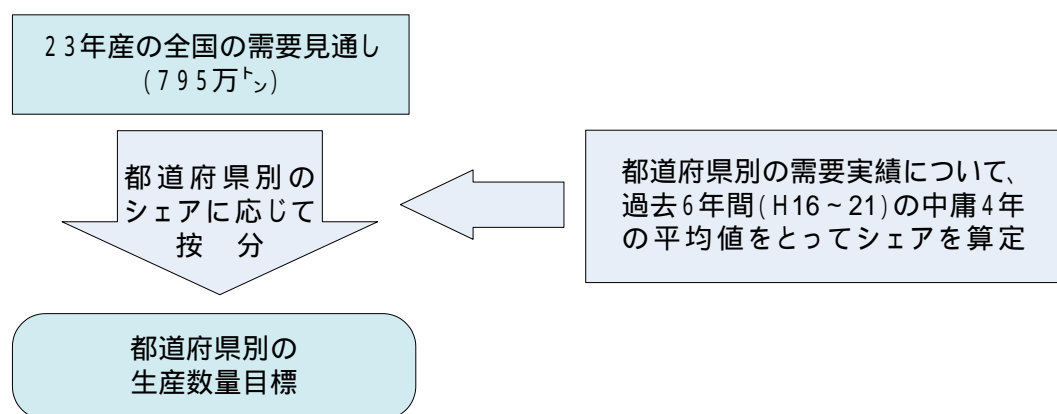 23年産の全国の需要見通し
(795万㌧)
都道府県別の
シェアに応じて
按 分
都道府県別の需要実績について、
過去6年間(H16~21)の中庸4年
の平均値をとってシェアを算定
都道府県別の
生産数量目標